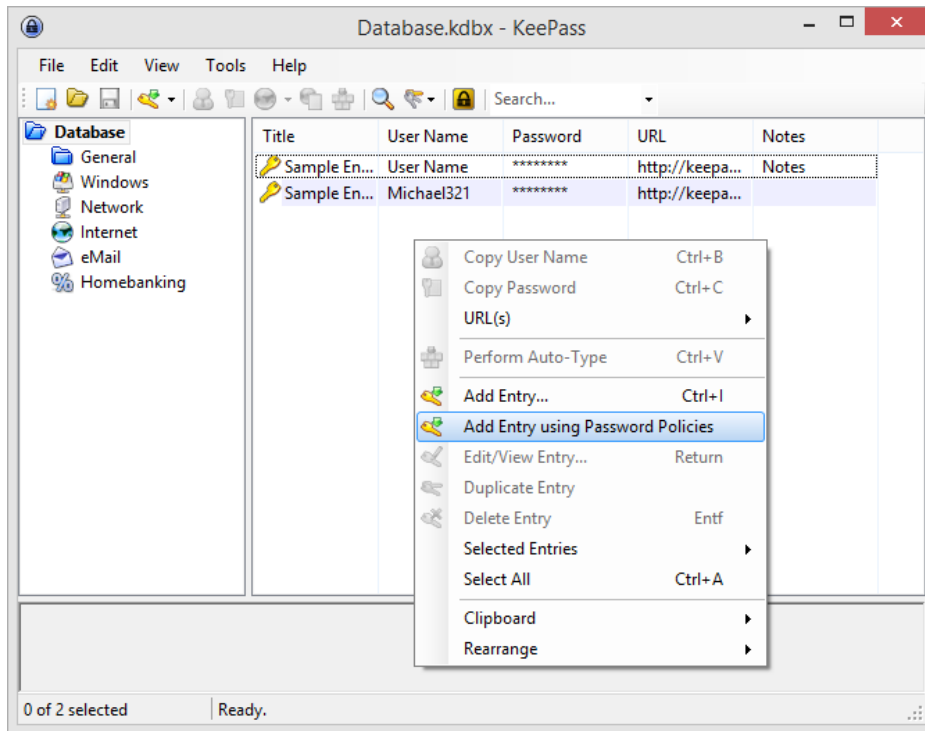 Database.kdbx - KeePass
File Edit View Tools Help
Search...
Database
General
Windows
Network
Internet
eMail
Homebanking
Title User Name Password URL Notes
Sample En... User Name ******** http://keepa... Notes
Sample En... Michael321 ******** http://keepa...
Copy User Name Ctrl+B
Copy Password Ctrl+C
URL(s)
Perform Auto-Type Ctrl+V
Add Entry... Ctrl+I
Add Entry using Password Policies
Edit/View Entry... Return
Duplicate Entry
Delete Entry Entf
Selected Entries
Select All Ctrl+A
Clipboard
Rearrange
0 of 2 selected Ready.